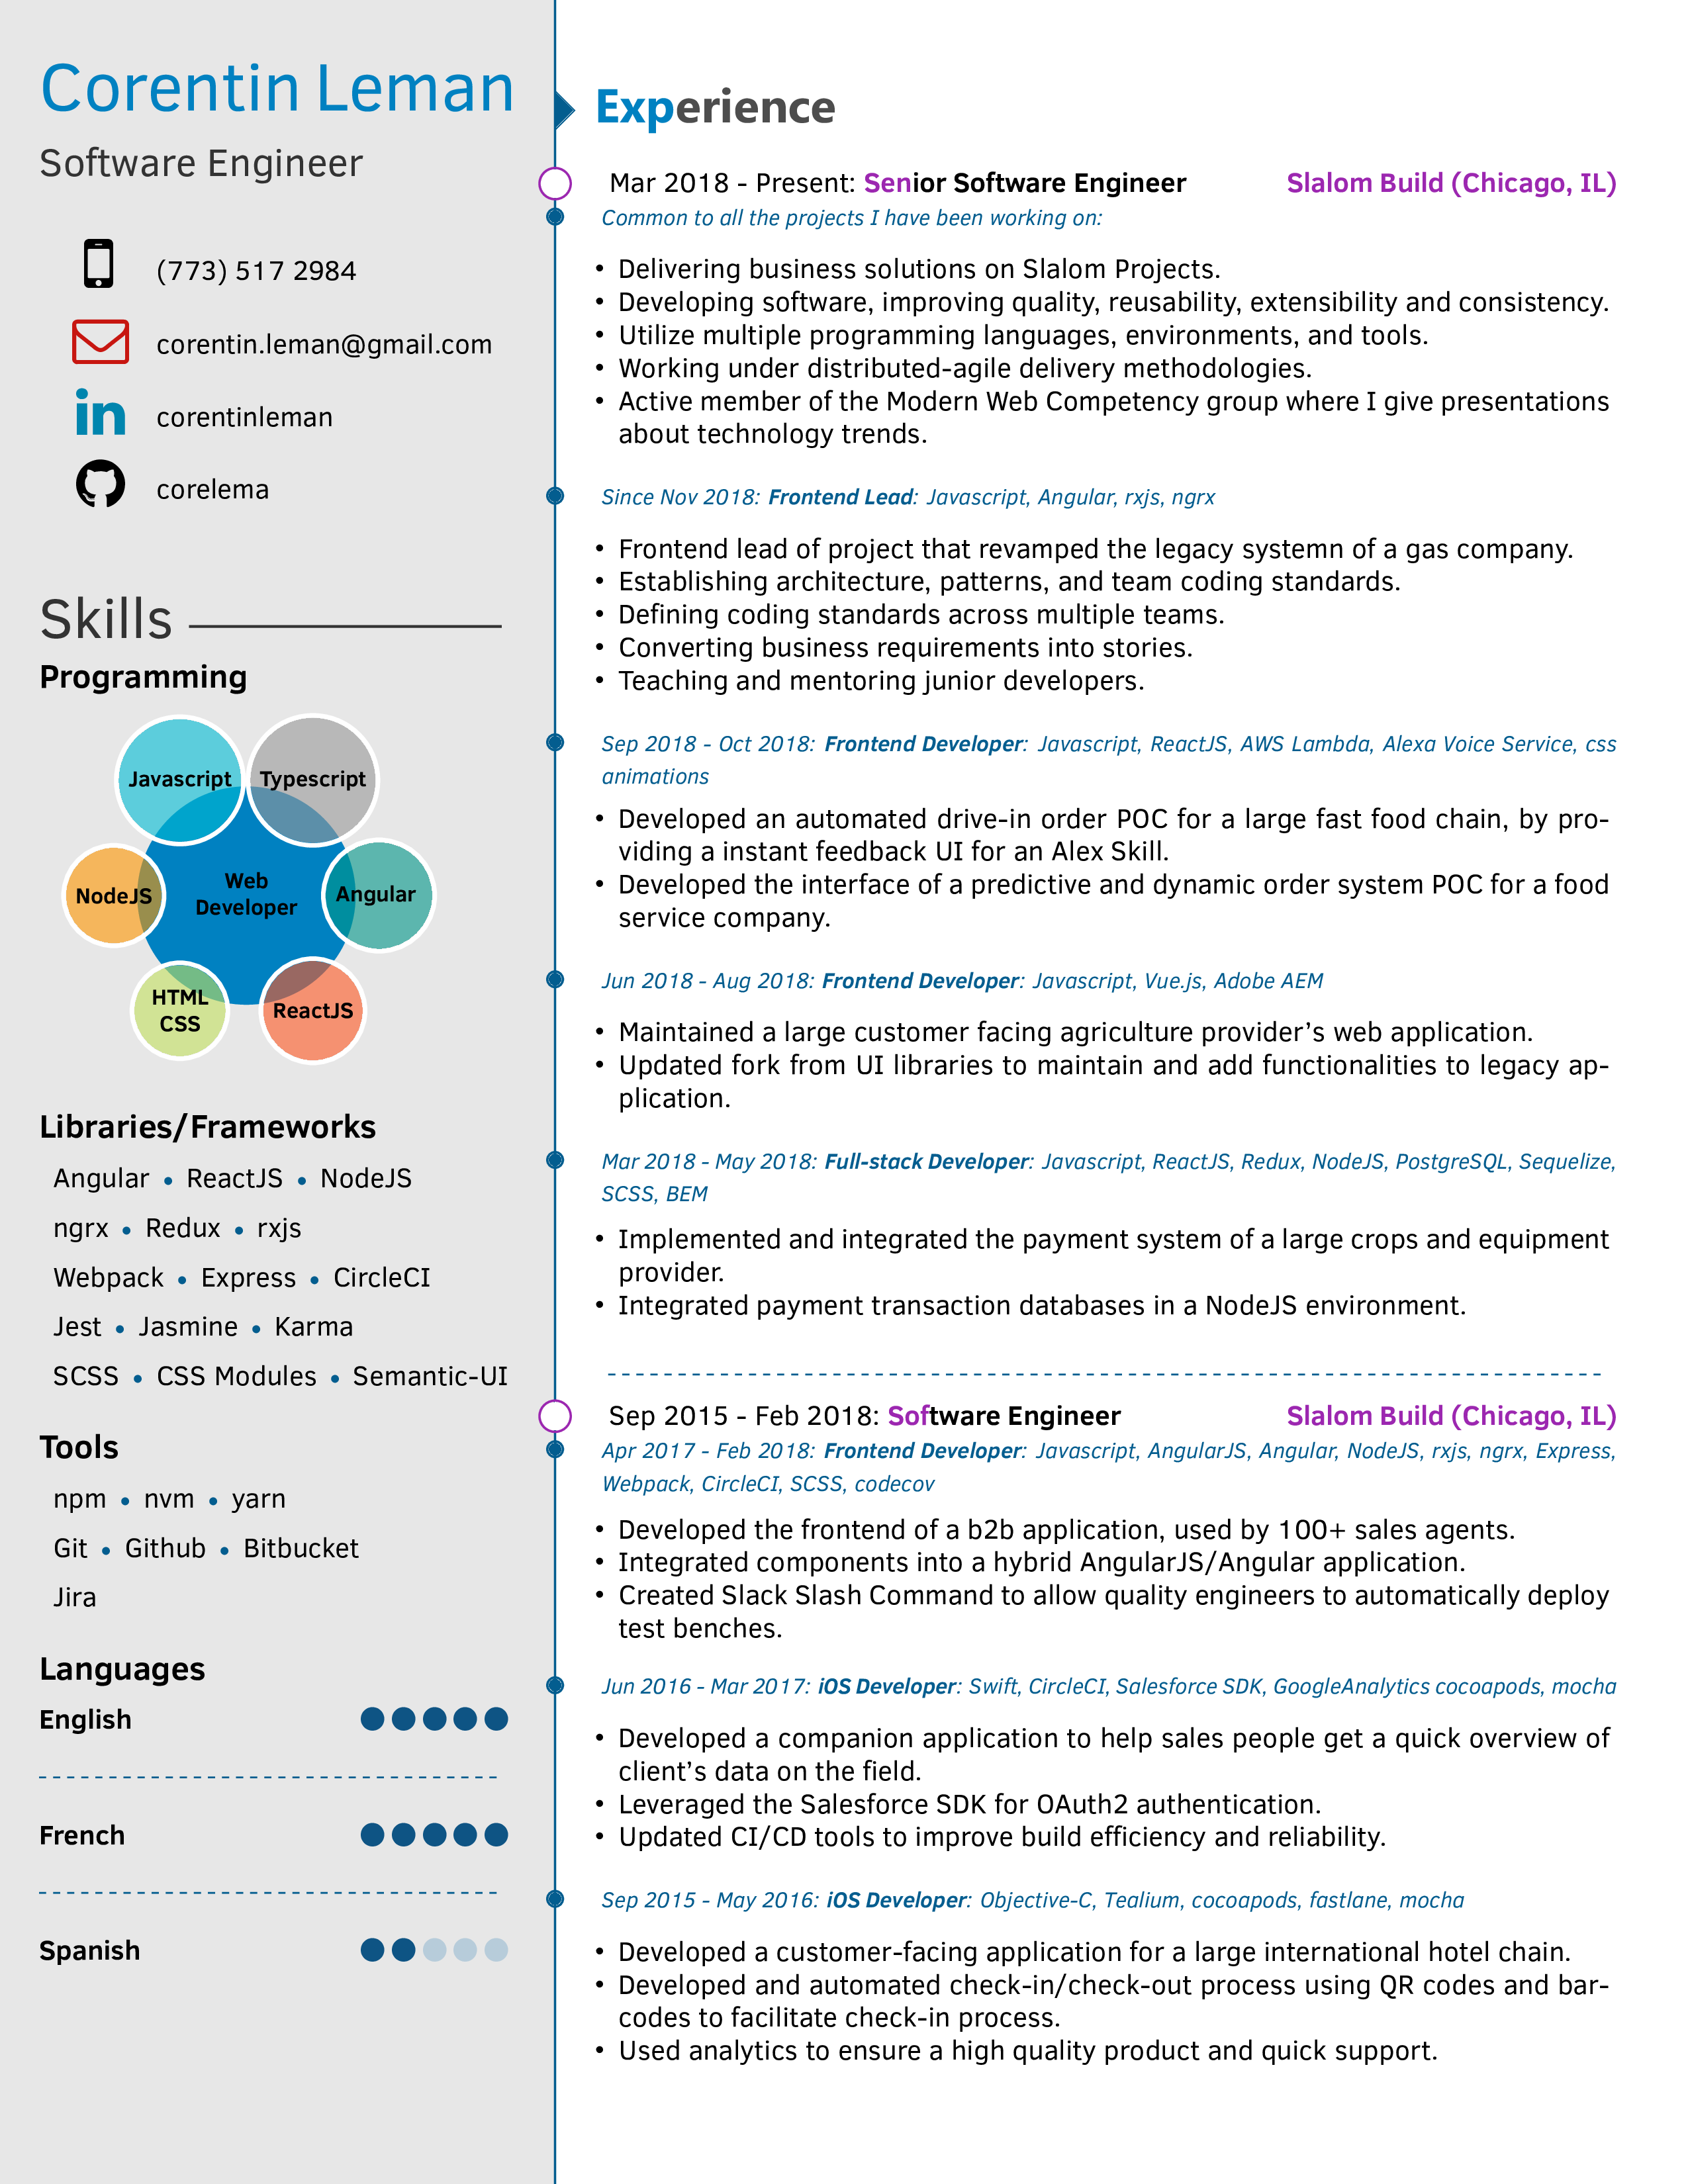 Corentin Leman
Software Engineer
(773) 517 2984
corentin.leman@gmail.com
corentinleman
corelema
Skills
Programming
Javascript
Typescript
NodeJS
Web
Developer
Angular
HTML
CSS
ReactJS
Libraries/Frameworks
Angular • ReactJS • NodeJS
ngrx • Redux • rxjs
Webpack • Express • CircleCI
Jest • Jasmine • Karma
SCSS • CSS Modules • Semantic-UI
Tools
npm • nvm • yarn
Git • Github • Bitbucket
Jira
Languages
English
French
Spanish
Experience
Mar 2018 - Present: Senior Software Engineer Slalom Build (Chicago, IL)
Common to all the projects I have been working on:
• Delivering business solutions on Slalom Projects.
• Developing software, improving quality, reusability, extensibility and consistency.
• Utilize multiple programming languages, environments, and tools.
• Working under distributed-agile delivery methodologies.
• Active member of the Modern Web Competency group where I give presentations
about technology trends.
Since Nov 2018: Frontend Lead: Javascript, Angular, rxjs, ngrx
• Frontend lead of project that revamped the legacy systemn of a gas company.
• Establishing architecture, patterns, and team coding standards.
• Defining coding standards across multiple teams.
• Converting business requirements into stories.
• Teaching and mentoring junior developers.
Sep 2018 - Oct 2018: Frontend Developer: Javascript, ReactJS, AWS Lambda, Alexa Voice Service, css
animations
• Developed an automated drive-in order POC for a large fast food chain, by pro-
viding a instant feedback UI for an Alex Skill.
• Developed the interface of a predictive and dynamic order system POC for a food
service company.
Jun 2018 - Aug 2018: Frontend Developer: Javascript, Vue.js, Adobe AEM
• Maintained a large customer facing agriculture provider’s web application.
• Updated fork from UI libraries to maintain and add functionalities to legacy ap-
plication.
Mar 2018 - May 2018: Full-stack Developer: Javascript, ReactJS, Redux, NodeJS, PostgreSQL, Sequelize,
SCSS, BEM
• Implemented and integrated the payment system of a large crops and equipment
provider.
• Integrated payment transaction databases in a NodeJS environment.
Sep 2015 - Feb 2018: Software Engineer Slalom Build (Chicago, IL)
Apr 2017 - Feb 2018: Frontend Developer: Javascript, AngularJS, Angular, NodeJS, rxjs, ngrx, Express,
Webpack, CircleCI, SCSS, codecov
• Developed the frontend of a b2b application, used by 100+ sales agents.
• Integrated components into a hybrid AngularJS/Angular application.
• Created Slack Slash Command to allow quality engineers to automatically deploy
test benches.
Jun 2016 - Mar 2017: iOS Developer: Swift, CircleCI, Salesforce SDK, GoogleAnalytics cocoapods, mocha
• Developed a companion application to help sales people get a quick overview of
client’s data on the field.
• Leveraged the Salesforce SDK for OAuth2 authentication.
• Updated CI/CD tools to improve build efficiency and reliability.
Sep 2015 - May 2016: iOS Developer: Objective-C, Tealium, cocoapods, fastlane, mocha
• Developed a customer-facing application for a large international hotel chain.
• Developed and automated check-in/check-out process using QR codes and bar-
codes to facilitate check-in process.
• Used analytics to ensure a high quality product and quick support.